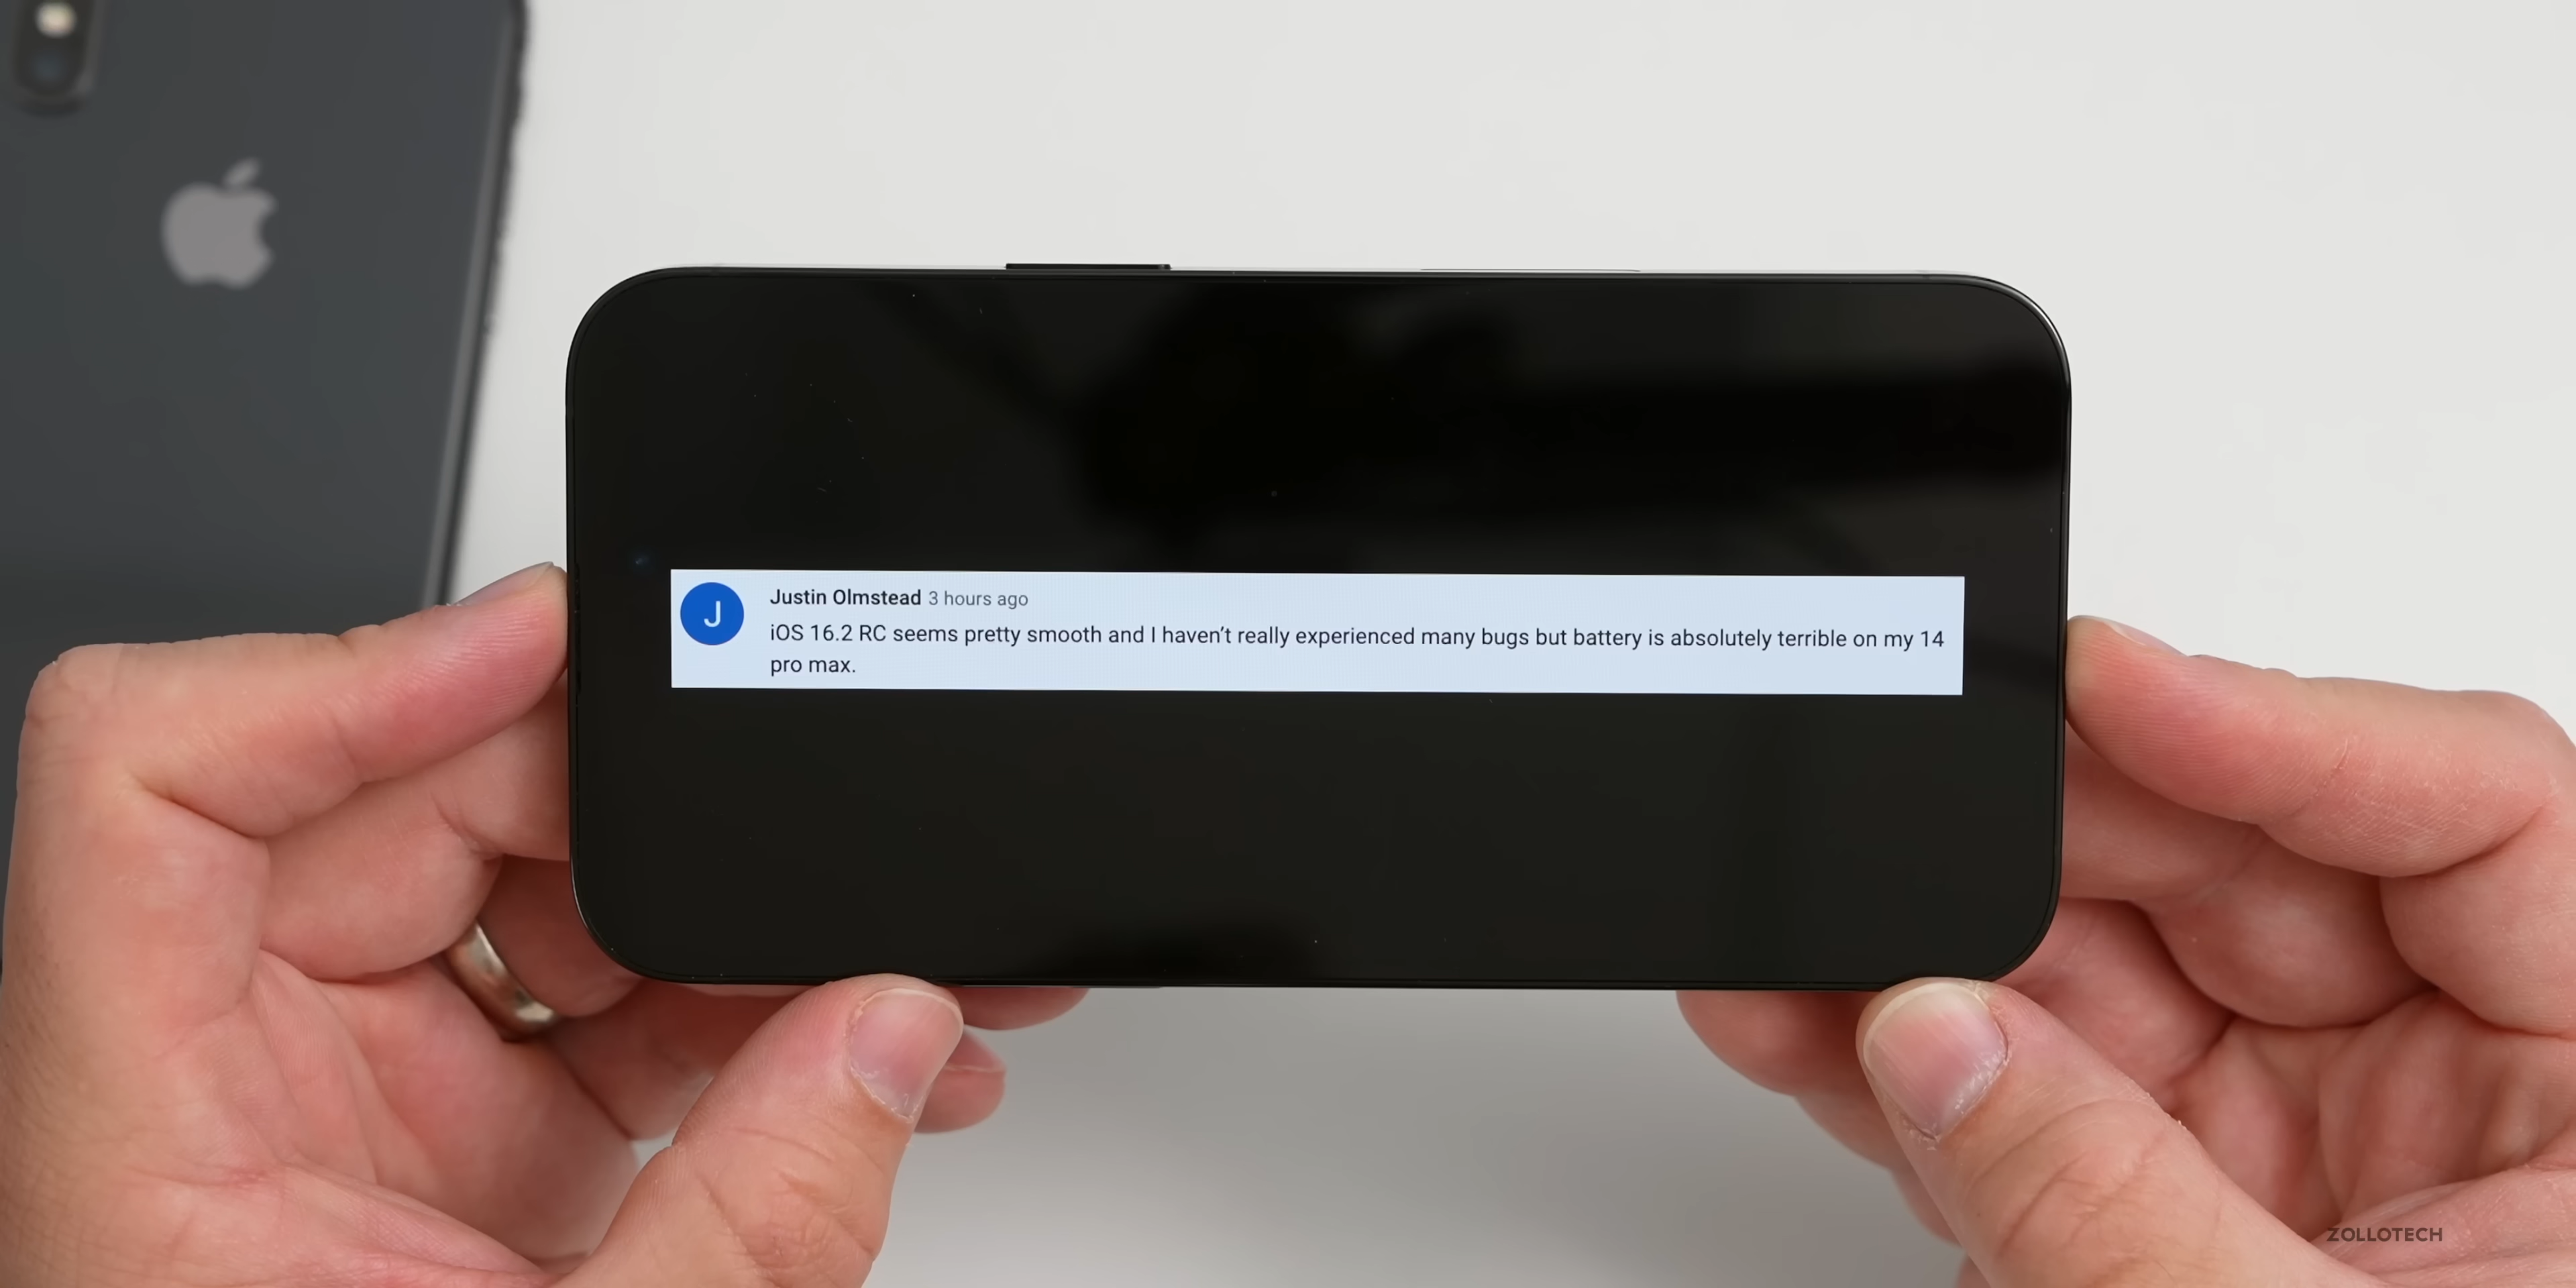 J
Justin Olmstead 3 hours ago
iOS 16.2 RC seems pretty smooth and I haven’t really experienced many bugs but battery is absolutely terrible on my 14
pro max.
ZOLLOTECH